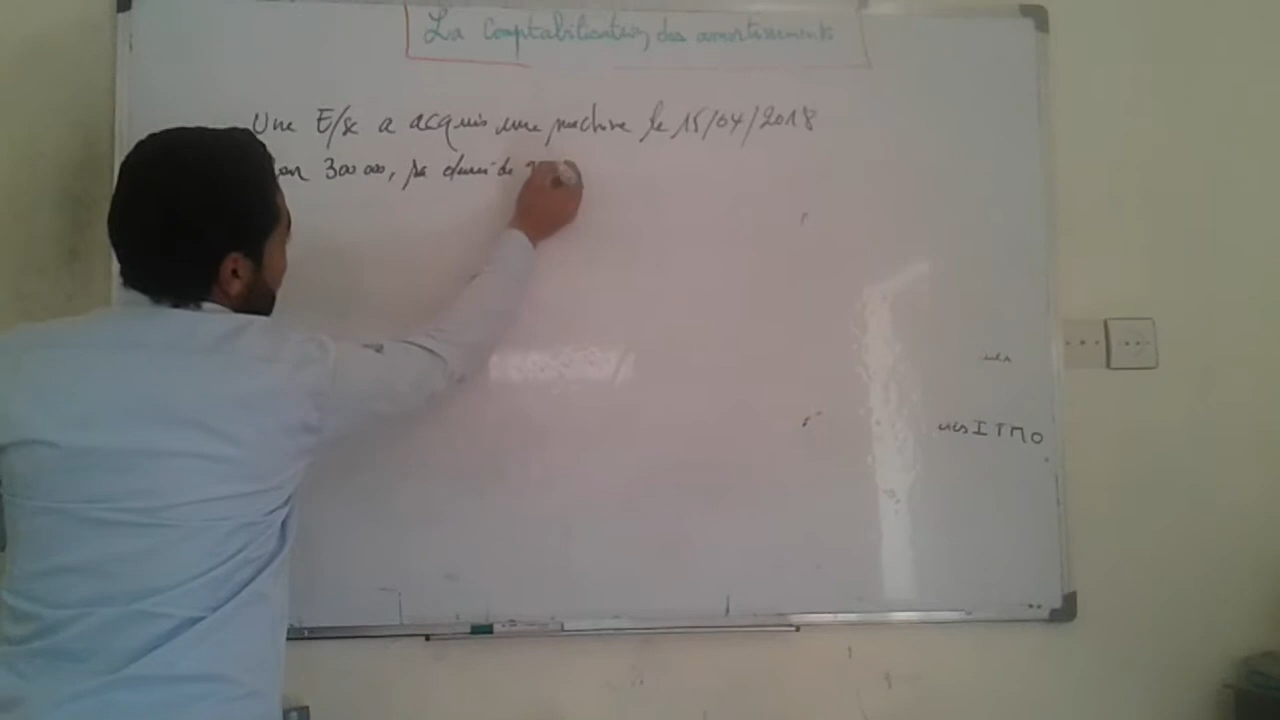 La Comptabilisation des amortissements
Une E/se a acquis une machine le 15/04/2018
300 000, sa durée de
ITMO